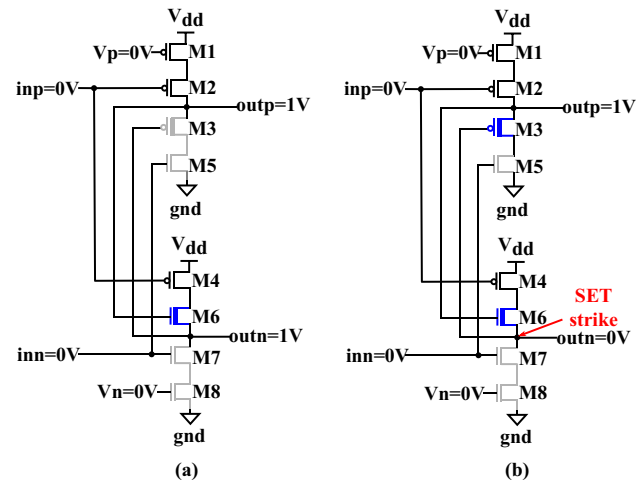 Vdd
Vp=0V
M1
inp=0V
M2
outp=1V
M3
M5
gnd
Vdd
M4
M6
outn=1V
inn=0V
M7
Vn=0V
M8
gnd
(a)
Vdd
Vp=0V
M1
inp=0V
M2
outp=1V
M3
M5
gnd
Vdd
M4
SET
strike
M6
outn=0V
inn=0V
M7
Vn=0V
M8
gnd
(b)